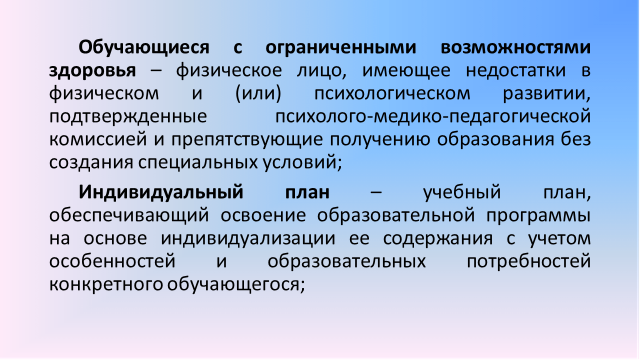 Обучающиеся с ограниченными возможностями
здоровья – физическое лицо, имеющее недостатки в
физическом и (или) психологическом развитии,
подтвержденные психолого-медико-педагогической
комиссией и препятствующие получению образования без
создания специальных условий;
Индивидуальный план – учебный план,
обеспечивающий освоение образовательной программы
на основе индивидуализации ее содержания с учетом
особенностей и образовательных потребностей
конкретного обучающегося;